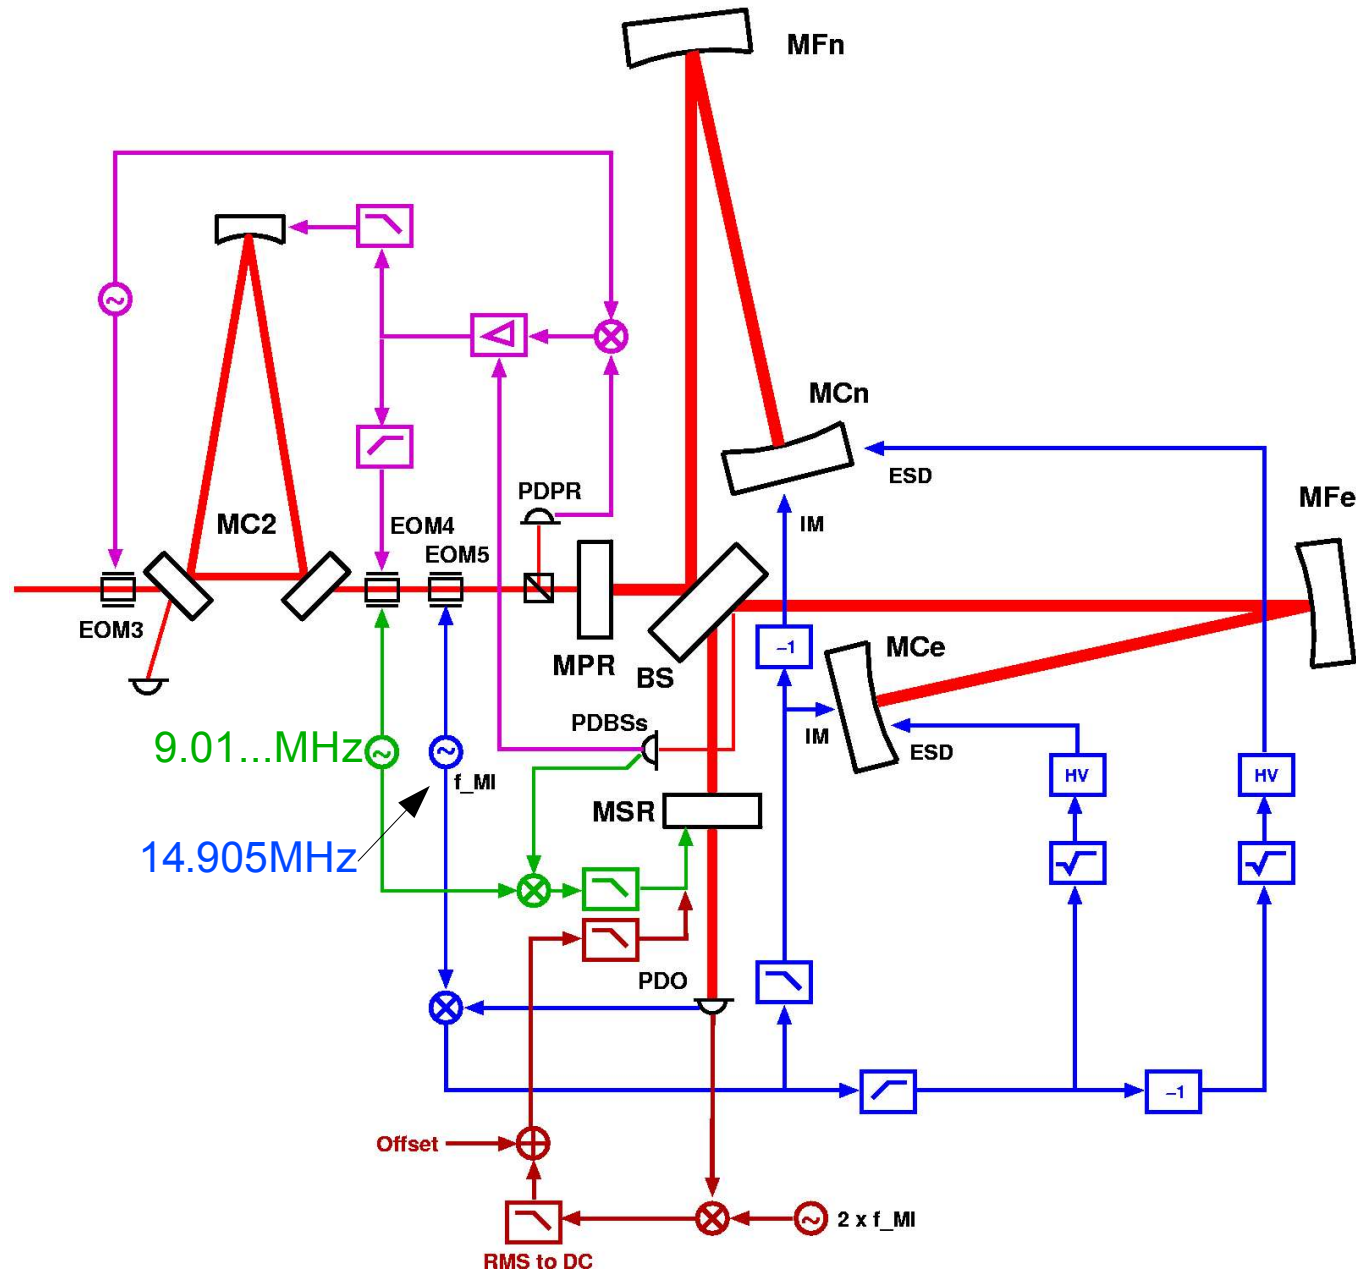 MFn
MCn
ESD
MFe
PDPR
IM
MC2
EOM4
EOM5
EOM3
MPR
BS
−1
MCe
PDBSs
IM
ESD
9.01...MHz
f_MI
HV
HV
MSR
14.905MHz
PDO
−1
Offset
2 x f_MI
RMS to DC